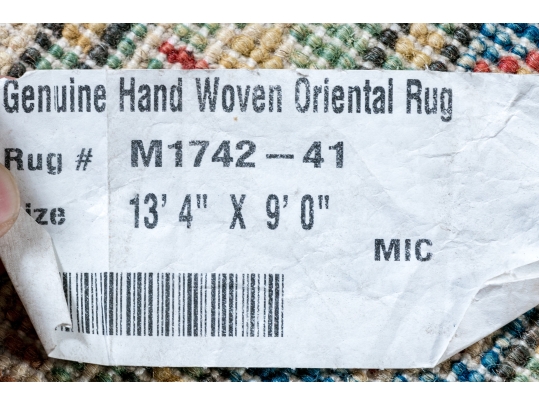 Genuine Hand Woven Oriental Rug
Rug # M1742-41
ize 13' 4" X 9' 0"
MIC